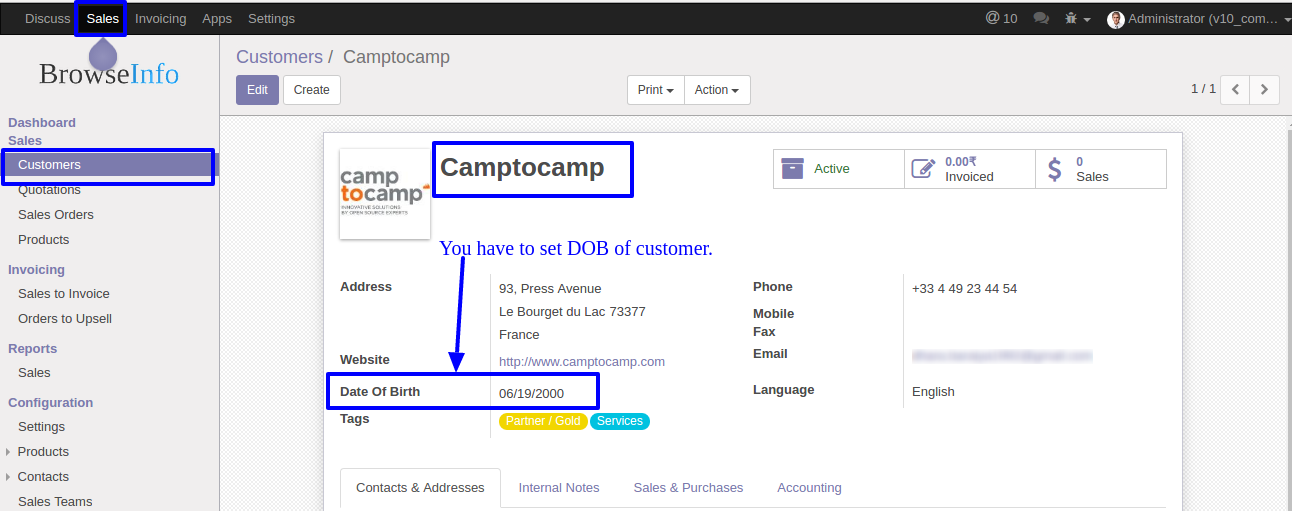 Discuss Sales Invoicing Apps Settings @ 10 Administrator (v10_com…
BrowseInfo
Dashboard
Sales
Customers
Quotations
Sales Orders
Products
Invoicing
Sales to Invoice
Orders to Upsell
Reports
Sales
Configuration
Settings
Products
Contacts
Sales Teams
Customers / Camptocamp
Edit Create Print Action 1 / 1
camp
tocamp
INNOVATIVE SOLUTIONS
BY OPEN SOURCE EXPERTS
Camptocamp
Active
0.00₹
Invoiced
0
Sales
You have to set DOB of customer.
Address 93, Press Avenue
Le Bourget du Lac 73377
France
Website http://www.camptocamp.com
Date Of Birth 06/19/2000
Tags Partner / Gold Services
Phone +33 4 49 23 44 54
Mobile
Fax
Email
Language English
Contacts & Addresses Internal Notes Sales & Purchases Accounting